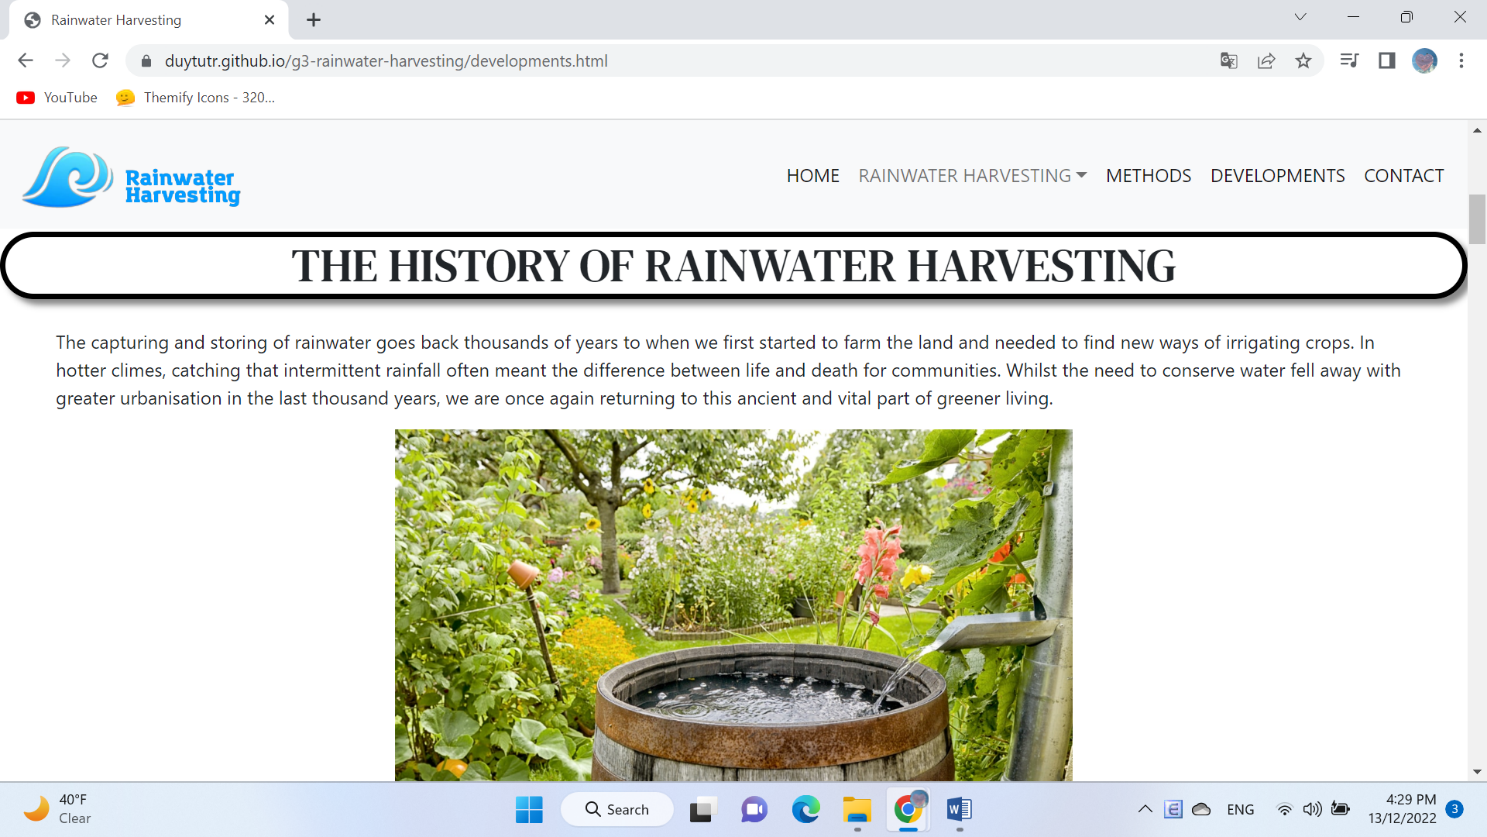 Rainwater Harvesting
duytutr.github.io/g3-rainwater-harvesting/developments.html
YouTube
Themify Icons - 320...
Rainwater
Harvesting
HOME RAINWATER HARVESTING METHODS DEVELOPMENTS CONTACT
THE HISTORY OF RAINWATER HARVESTING
The capturing and storing of rainwater goes back thousands of years to when we first started to farm the land and needed to find new ways of irrigating crops. In
hotter climes, catching that intermittent rainfall often meant the difference between life and death for communities. Whilst the need to conserve water fell away with
greater urbanisation in the last thousand years, we are once again returning to this ancient and vital part of greener living.
40°F
Clear
Search
ENG
4:29 PM
13/12/2022
3